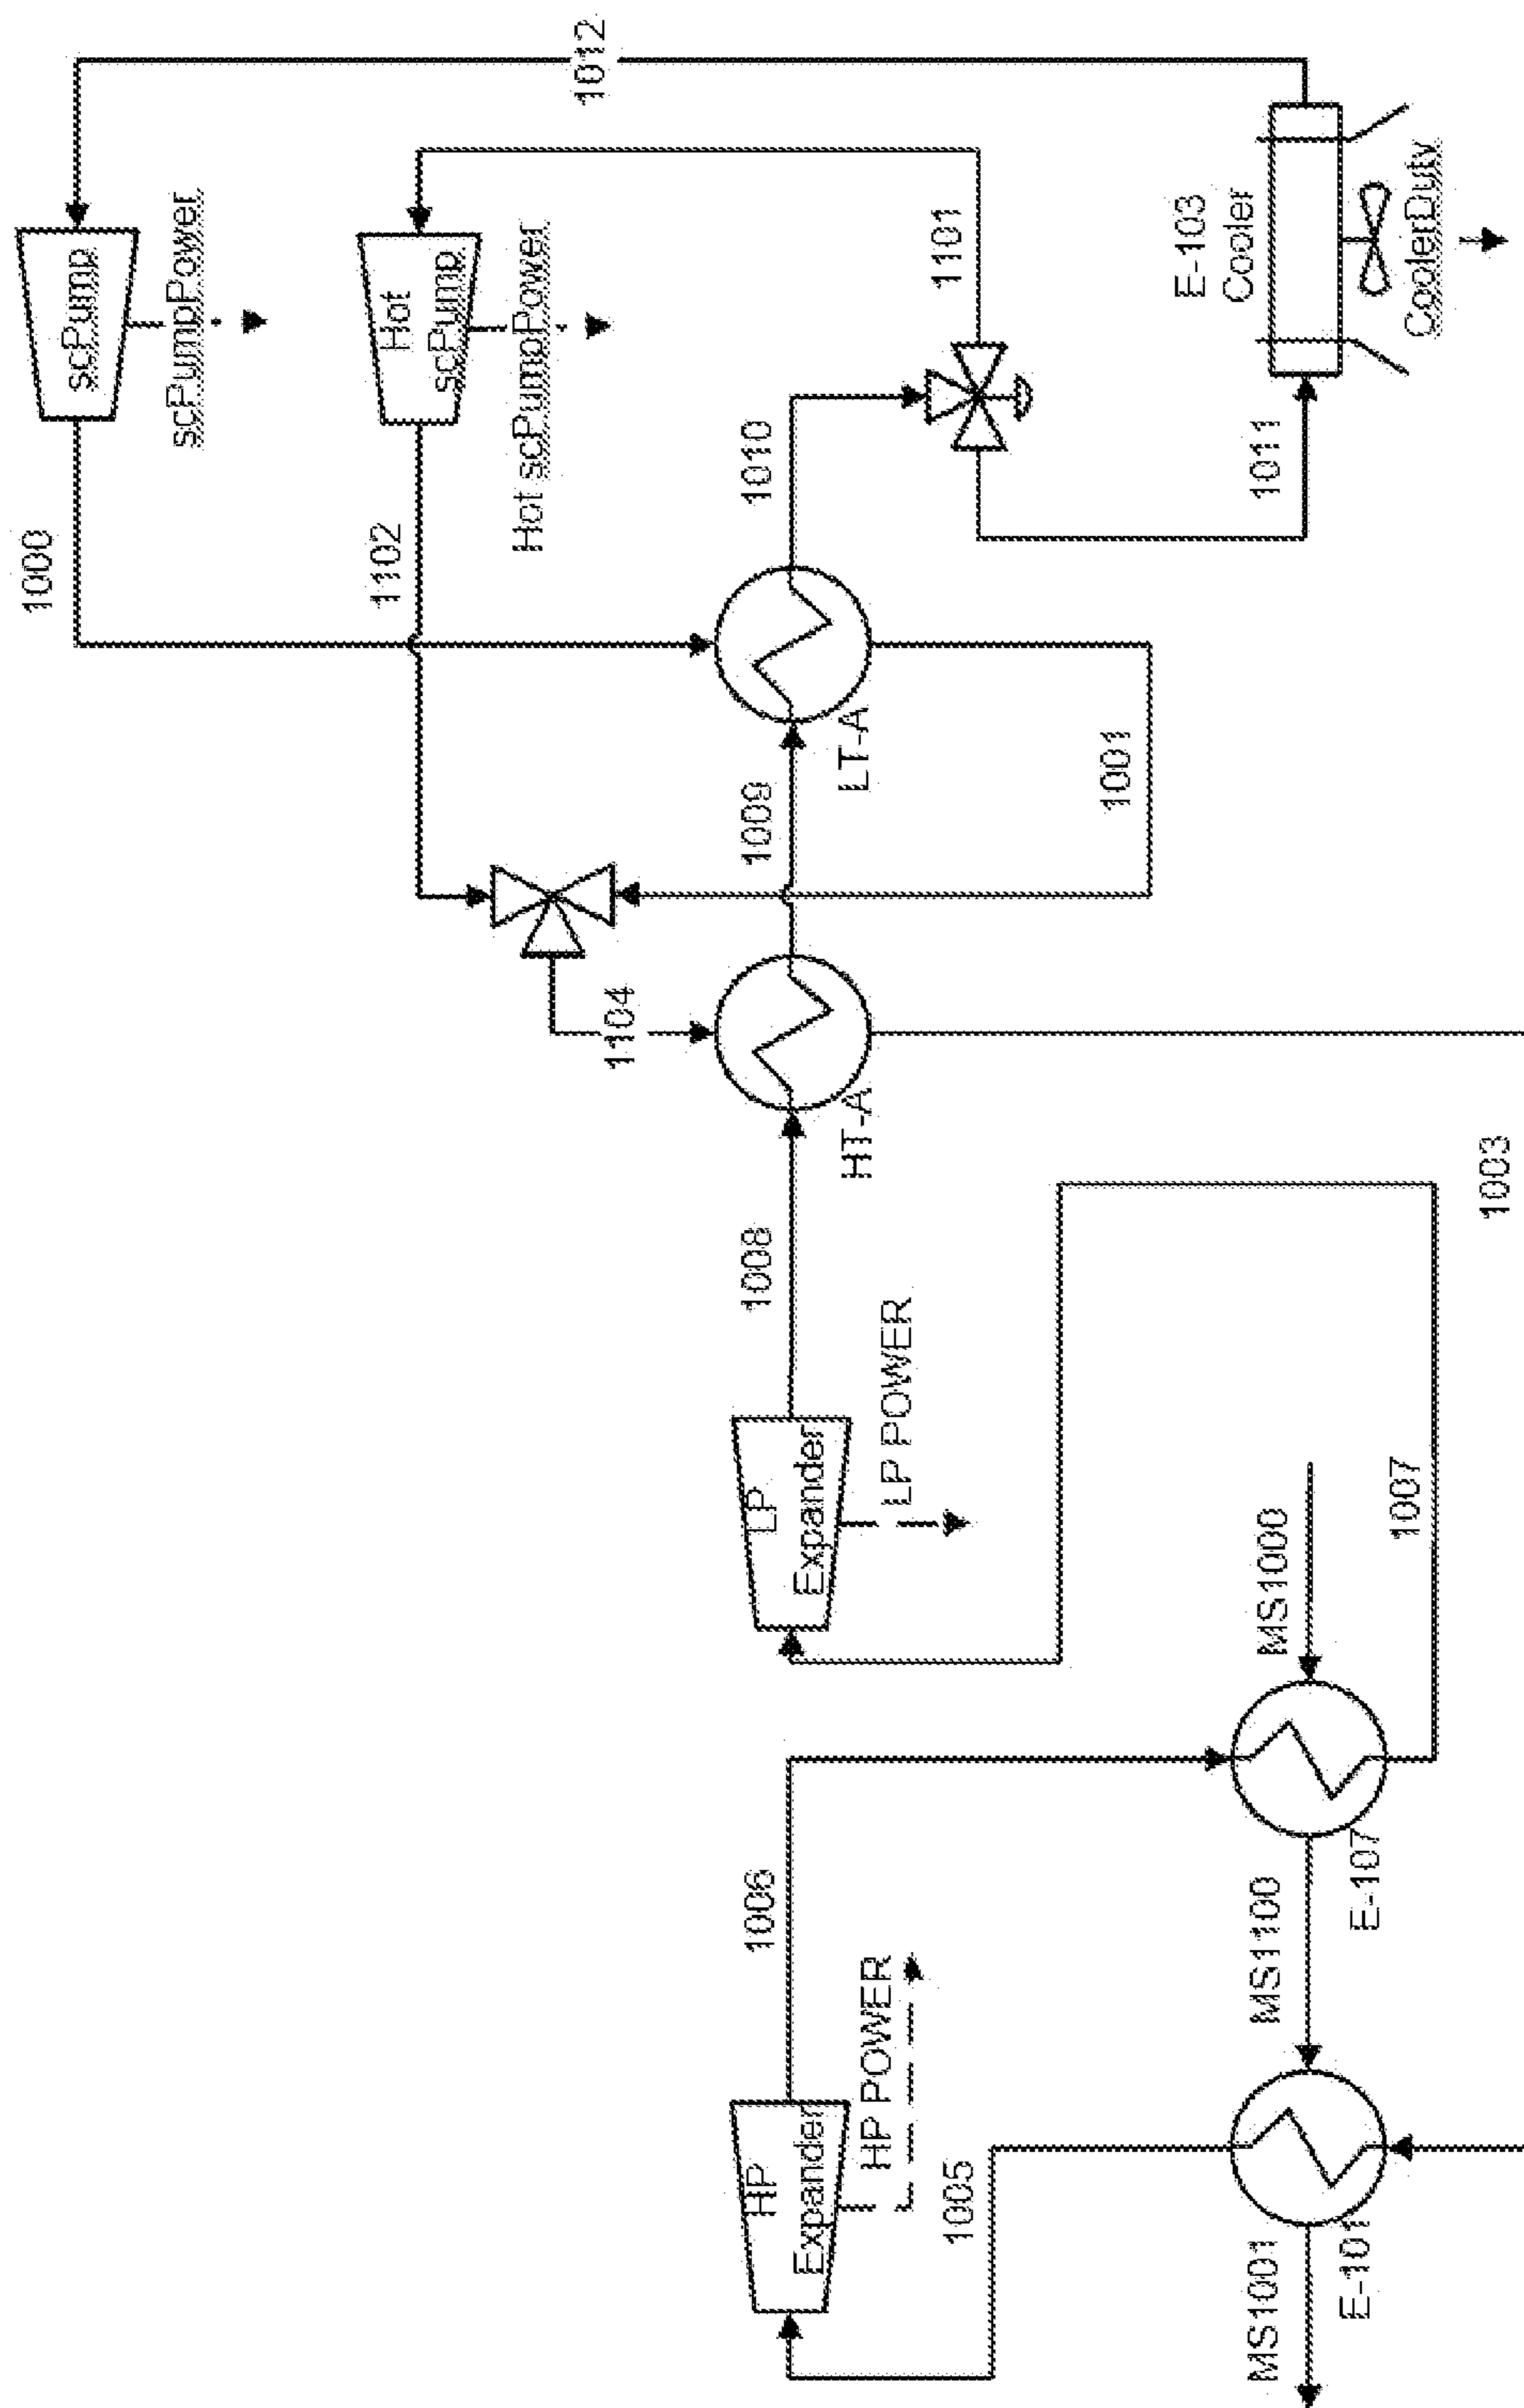 1012
scPump
scPumpPower
1000
Hot
scPump
Hot scPumpPower
1102
1101
E-103
Cooler
CoolerDuty
1010
1011
LT-A
1009
1001
1104
HT-A
1003
1008
LP
Expander
LP POWER
1007
MS1000
1006
E-107
MS1100
HP
Expander
HP POWER
1005
MS1001
E-101